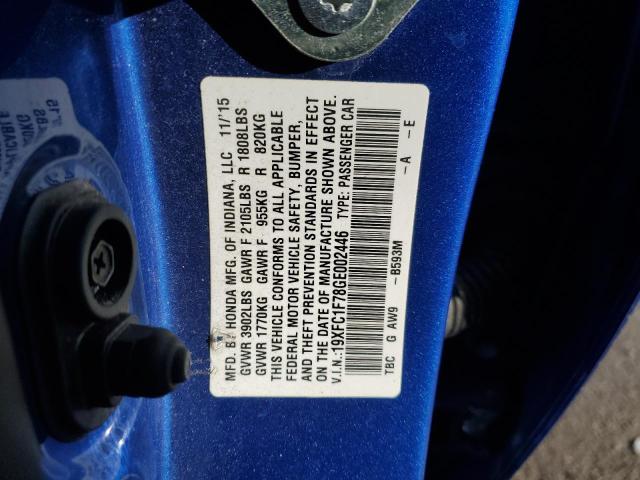 MFD. BY HONDA MFG. OF INDIANA, LLC 11/'15
GVWR 3902LBS GAWR F 2105LBS R 1808LBS
GVWR 1770KG GAWR F 955KG R 820KG
THIS VEHICLE CONFORMS TO ALL APPLICABLE
FEDERAL MOTOR VEHICLE SAFETY, BUMPER,
AND THEFT PREVENTION STANDARDS IN EFFECT
ON THE DATE OF MANUFACTURE SHOWN ABOVE.
V.I.N.:19XFC1F78GE002446 TYPE: PASSENGER CAR
TBC G AW9 - B593M - A - E